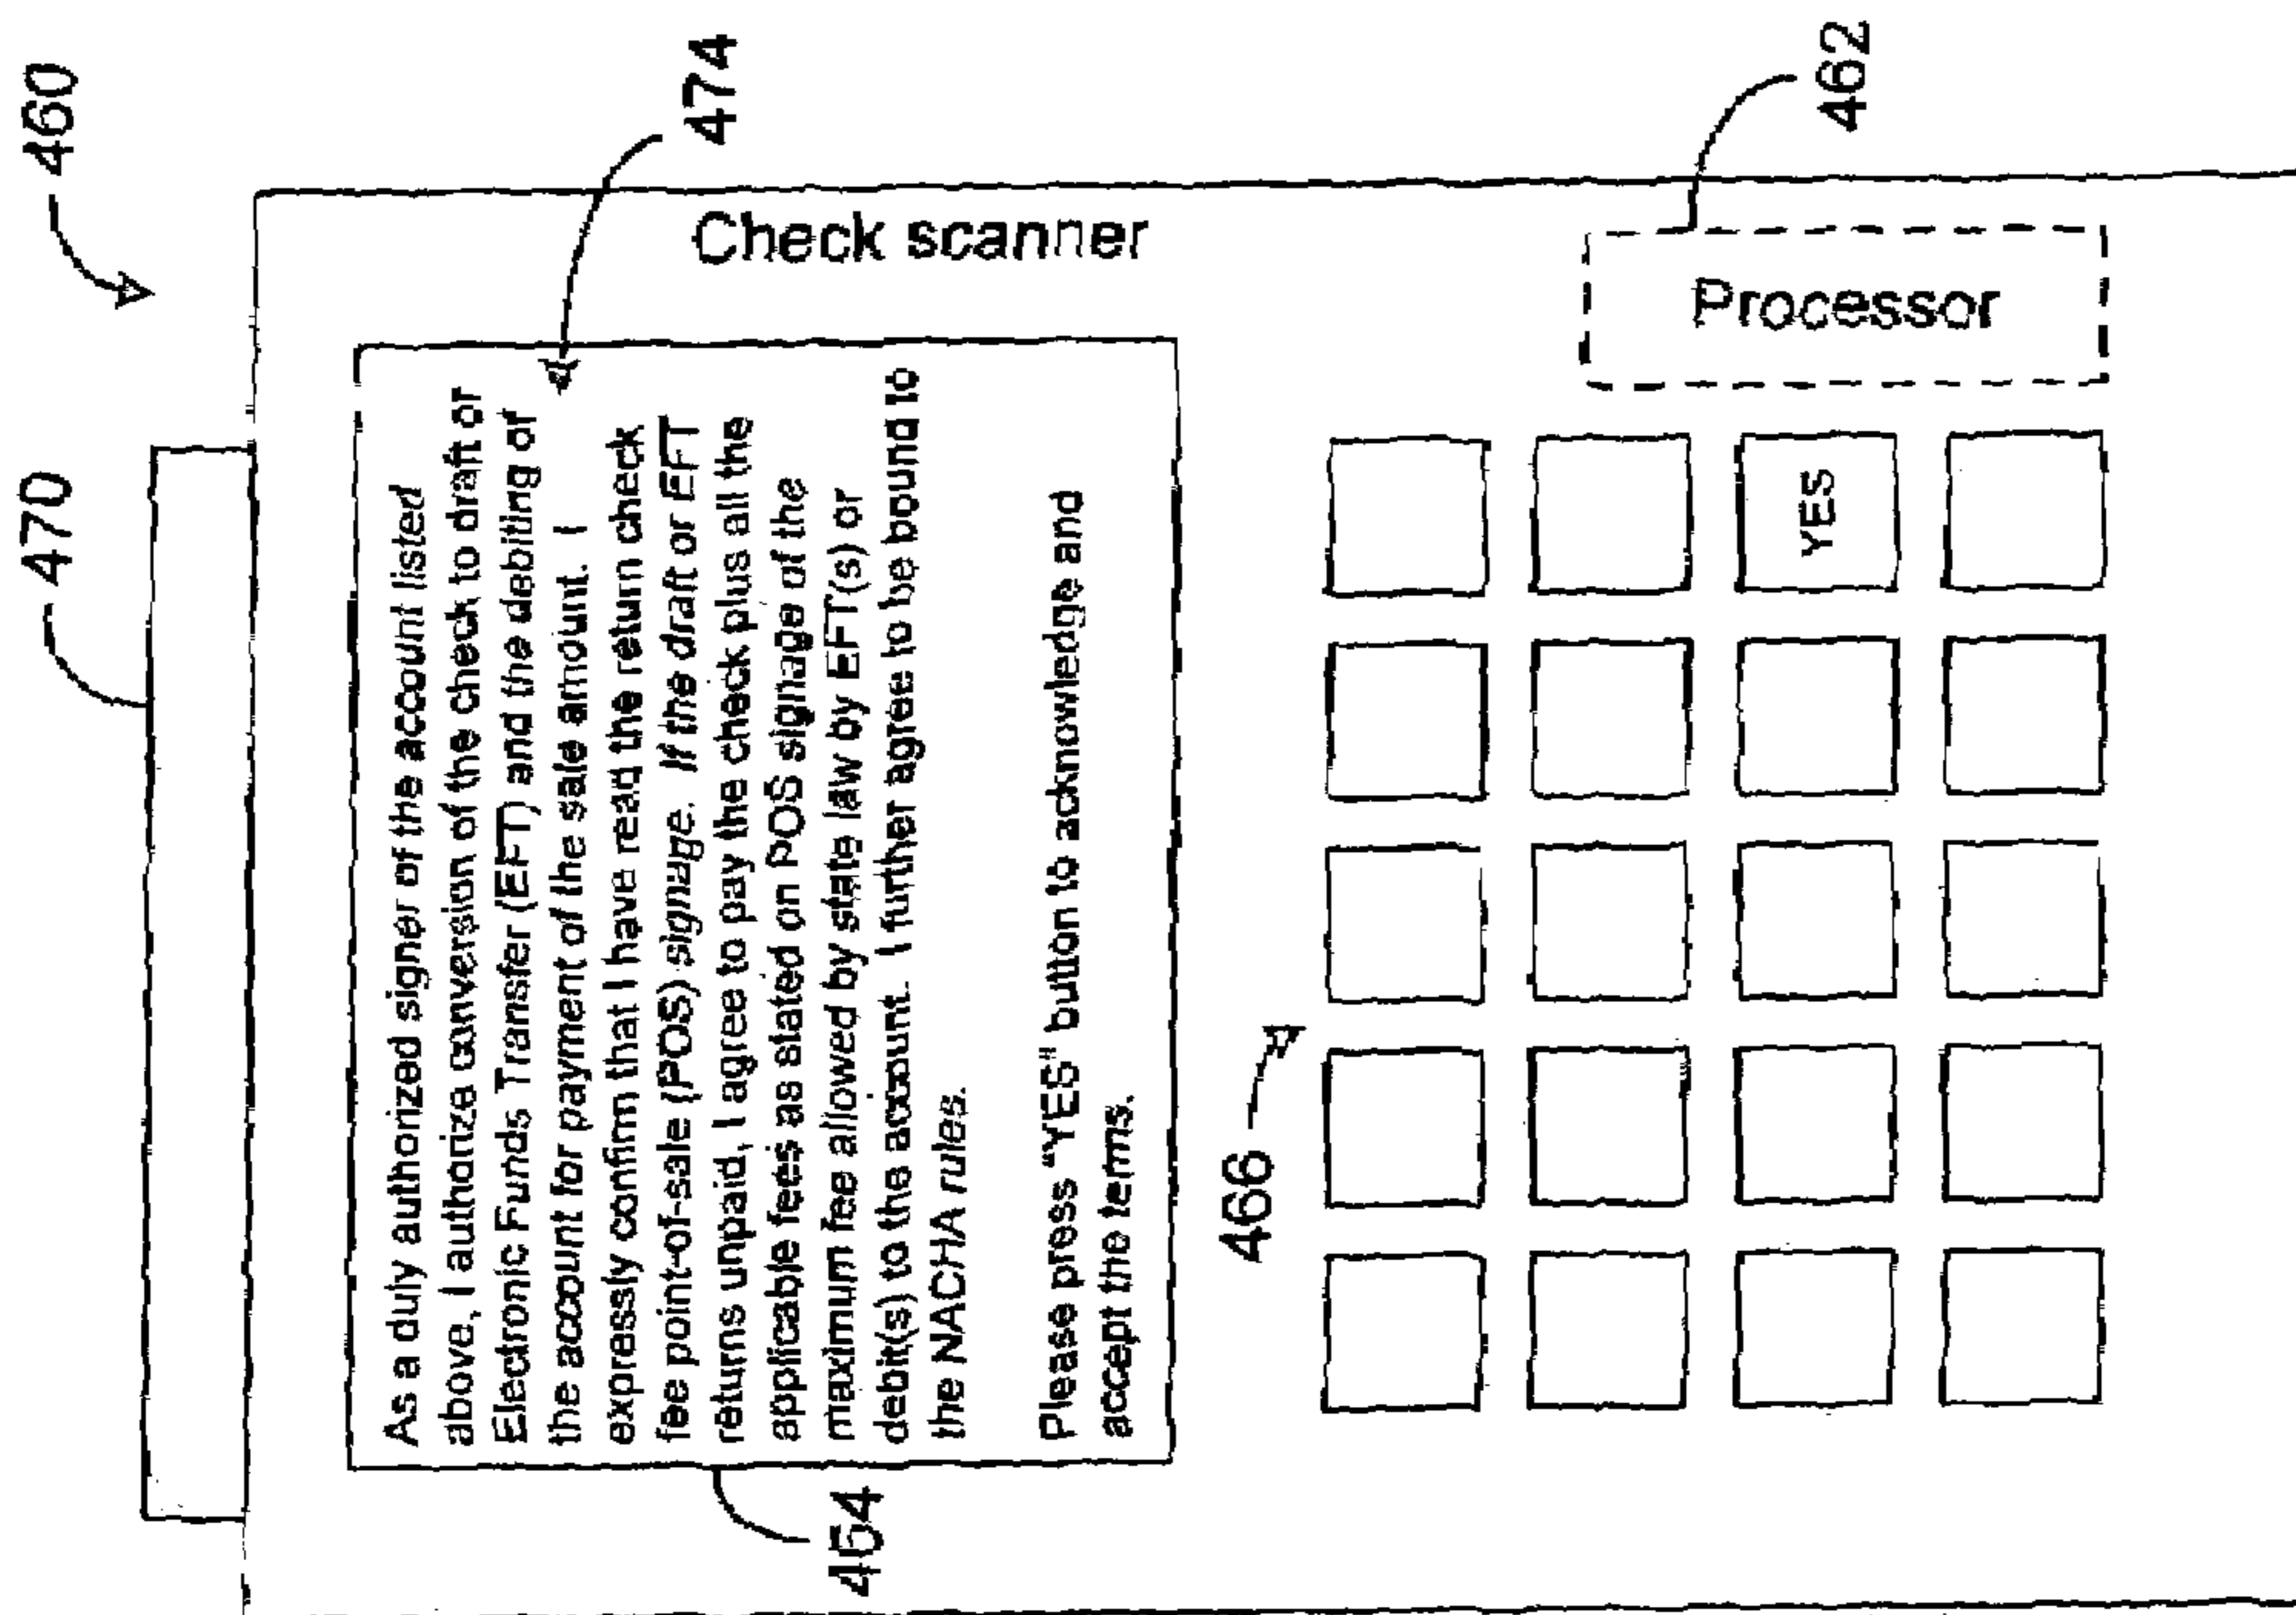 460
470
474
Check scanner
As a duly authorized signer of the account listed
above, I authorize conversion of the check to draft or
Electronic Funds Transfer (EFT) and the debiting of
the account for payment of the sale amount. I
expressly confirm that I have read the return check
fee point-of-sale (POS) signage. If the draft or EFT
returns unpaid, I agree to pay the check plus all the
applicable fees as stated on POS signage of the
maximum fee allowed by state law by EFT(s) or
debit(s) to the account. I further agree to be bound to
the NACHA rules.
Please press "YES" button to acknowledge and
accept the terms.
464
Processor
462
466
YES